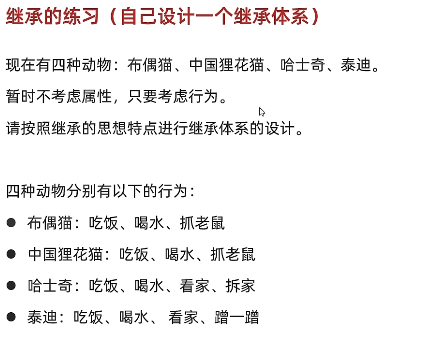 继承的练习（自己设计一个继承体系）
现在有四种动物：布偶猫、中国狸花猫、哈士奇、泰迪。
暂时不考虑属性，只要考虑行为。
请按照继承的思想特点进行继承体系的设计。
四种动物分别有以下的行为：
● 布偶猫：吃饭、喝水、抓老鼠
● 中国狸花猫：吃饭、喝水、抓老鼠
● 哈士奇：吃饭、喝水、看家、拆家
● 泰迪：吃饭、喝水、 看家、蹭一蹭